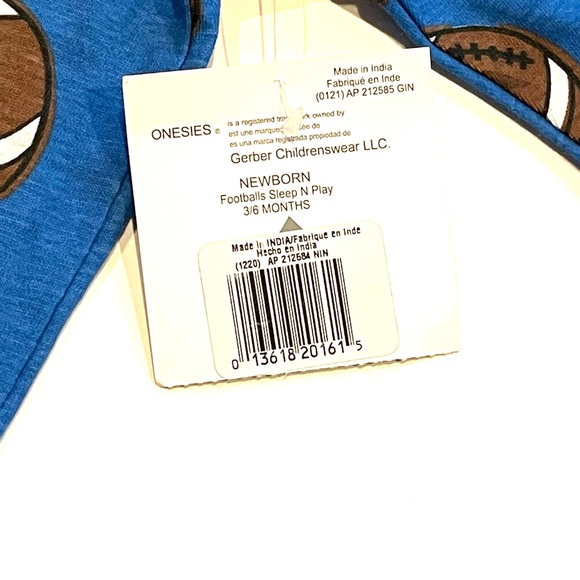 Made in India
Fabriqué en Inde
(0121) AP 212585 GIN
ONESIES ® is a registered trademark owned by
est une marque de
es una marca registrada propiedad de
Gerber Childrenswear LLC.
NEWBORN
Footballs Sleep N Play
3/6 MONTHS
Made in INDIA/Fabrique en Inde
Hecho en India
(1220) AP 212584 NIN
0 13618 20161 5